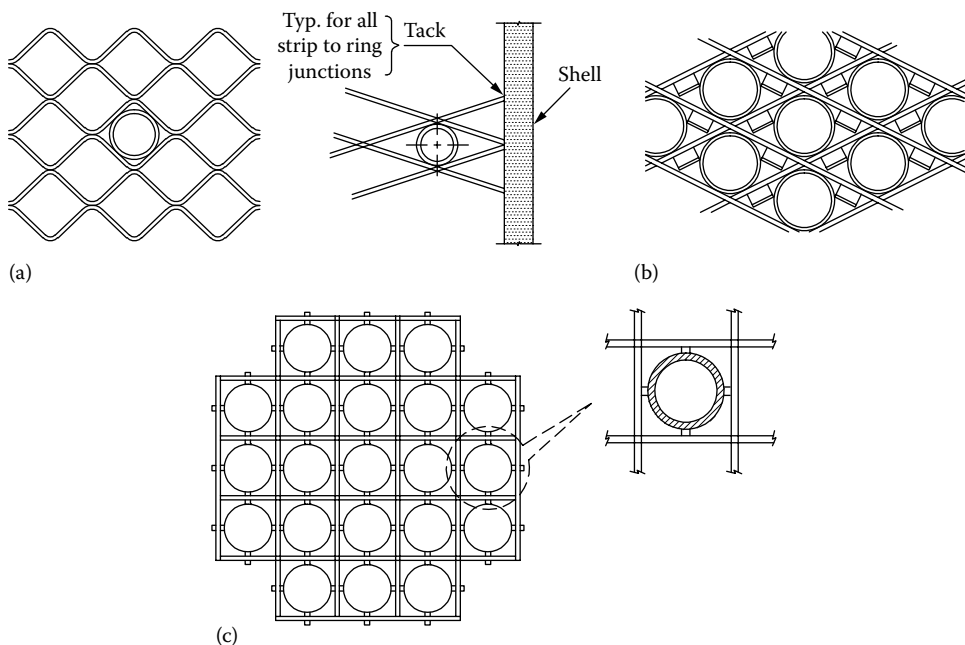 Typ. for all
strip to ring
junctions
Tack
Shell
(a)
(b)
(c)